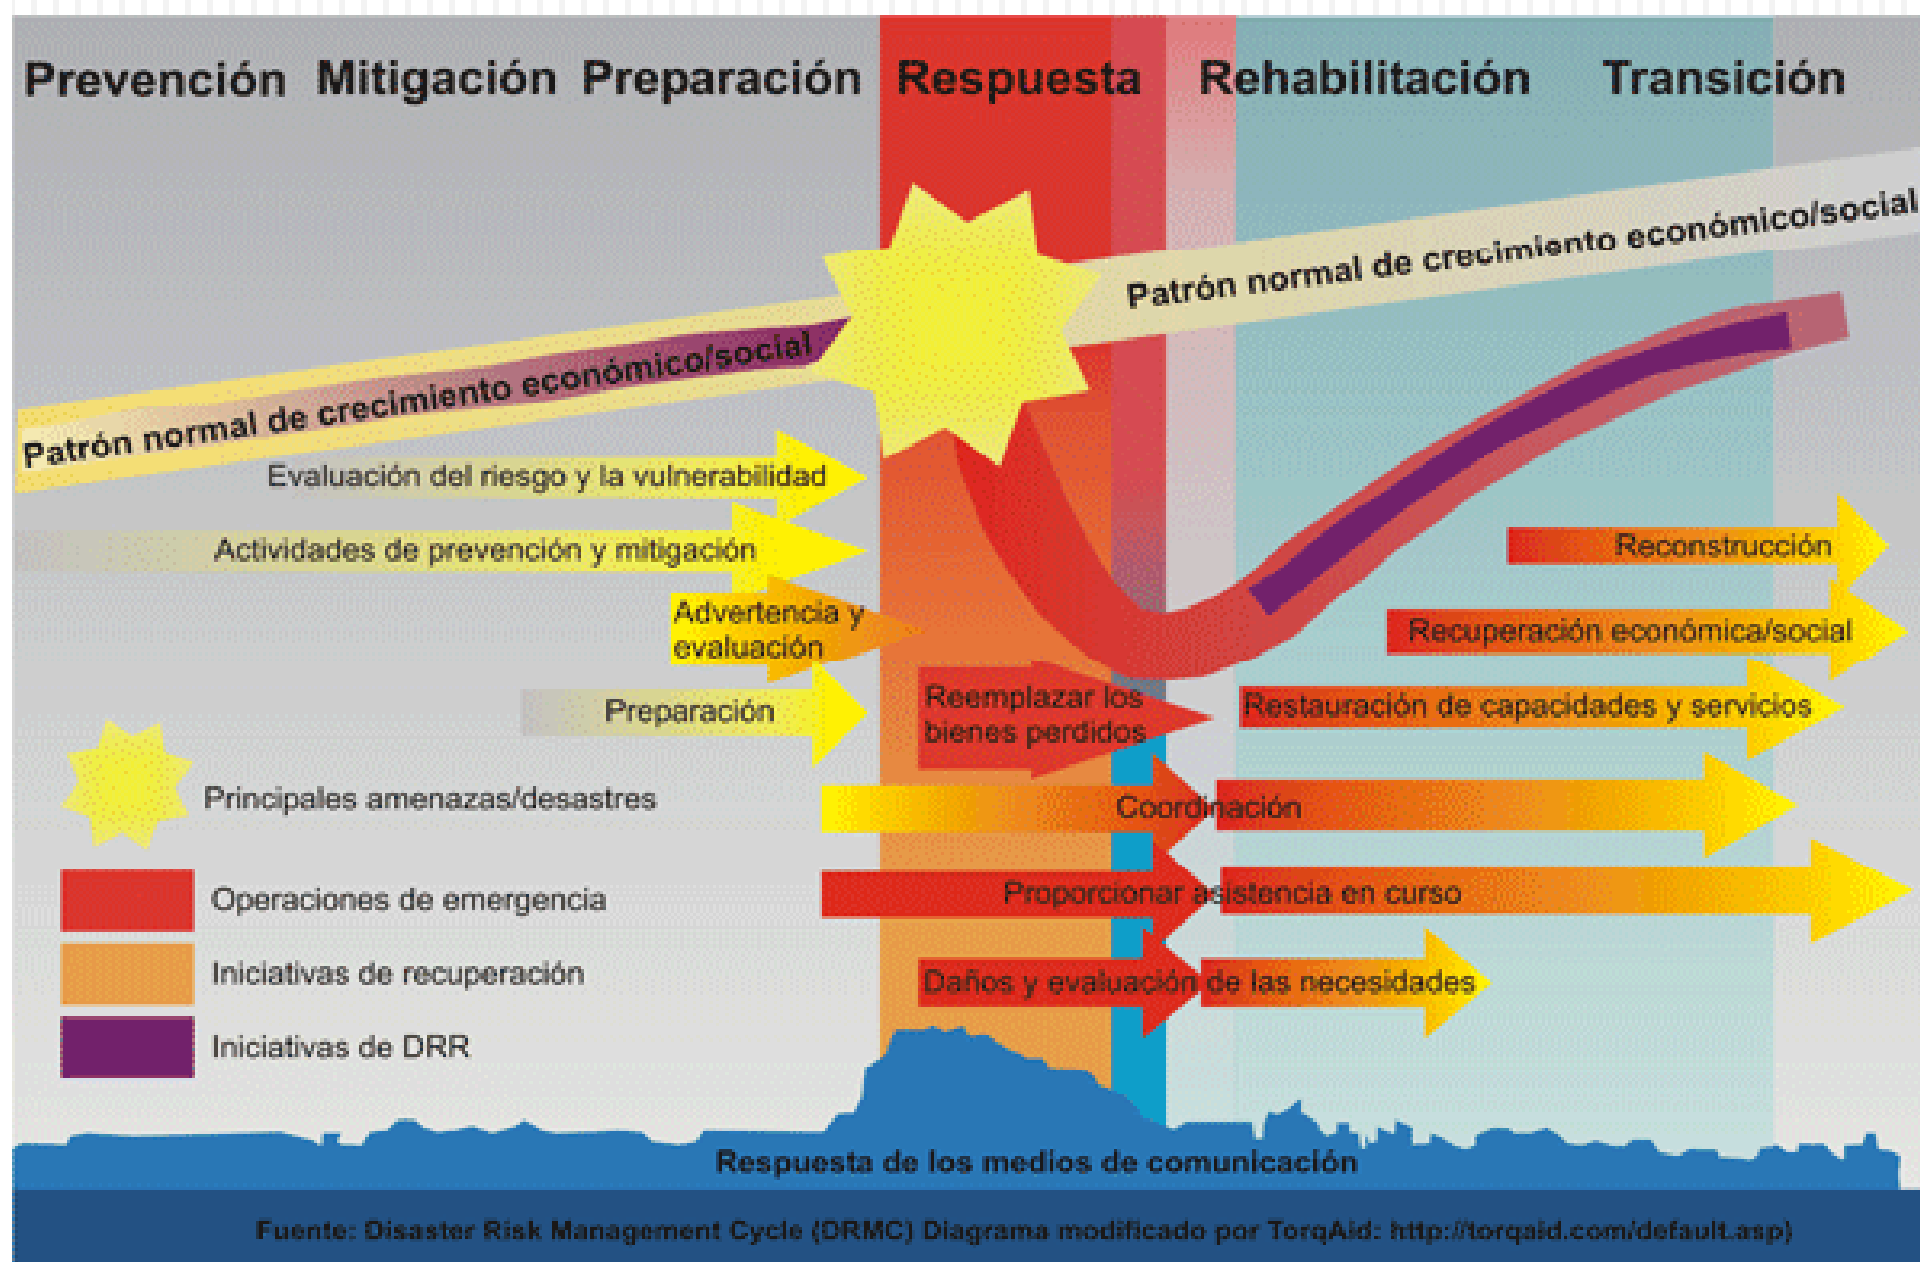 Prevención Mitigación Preparación Respuesta Rehabilitación Transición
Patrón normal de crecimiento económico/social
Patrón normal de crecimiento económico/social
Evaluación del riesgo y la vulnerabilidad
Actividades de prevención y mitigación
Advertencia y
evaluación
Preparación
Reemplazar los
bienes perdidos
Reconstrucción
Recuperación económica/social
Restauración de capacidades y servicios
Coordinación
Proporcionar asistencia en curso
Daños y evaluación de las necesidades
Principales amenazas/desastres
Operaciones de emergencia
Iniciativas de recuperación
Iniciativas de DRR
Respuesta de los medios de comunicación
Fuente: Disaster Risk Management Cycle (DRMC) Diagrama modificado por TorqAid: http://torqaid.com/default.asp)